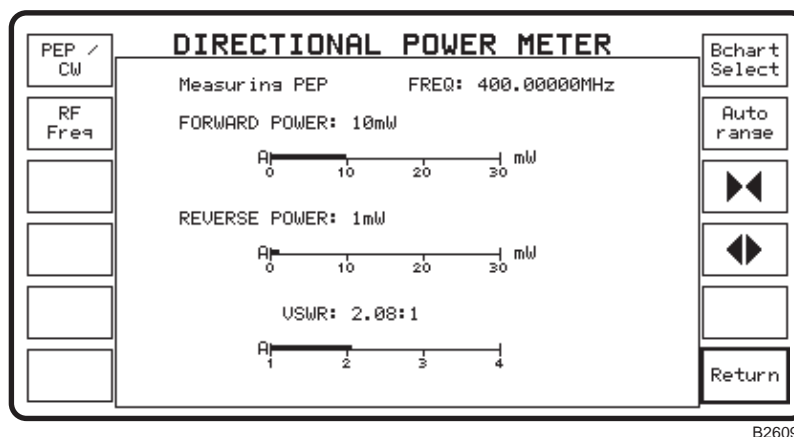 DIRECTIONAL POWER METER
PEP /
CW
RF
Freq
Measuring PEP FREQ: 400.00000MHz
FORWARD POWER: 10mW
A mW
0 10 20 30
REVERSE POWER: 1mW
A mW
0 10 20 30
VSWR: 2.08:1
A
1 2 3 4
Bchart
Select
Auto
range
Return
B2609